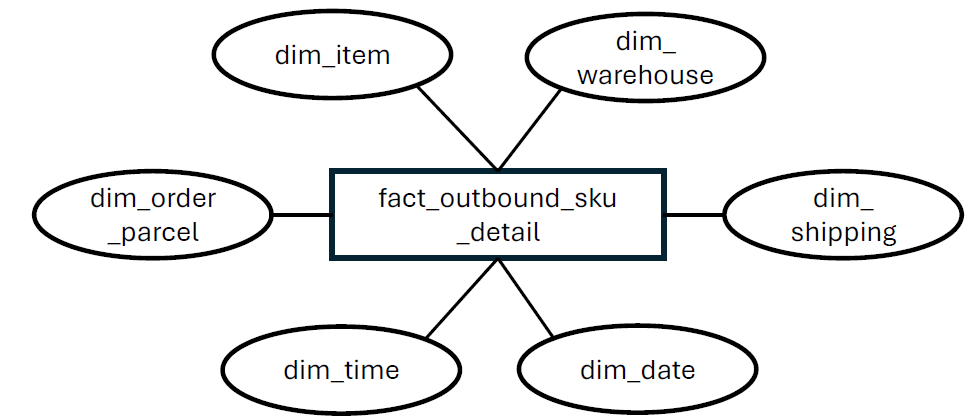 dim_item
dim_
warehouse
dim_order
_parcel
fact_outbound_sku
_detail
dim_
shipping
dim_time
dim_date